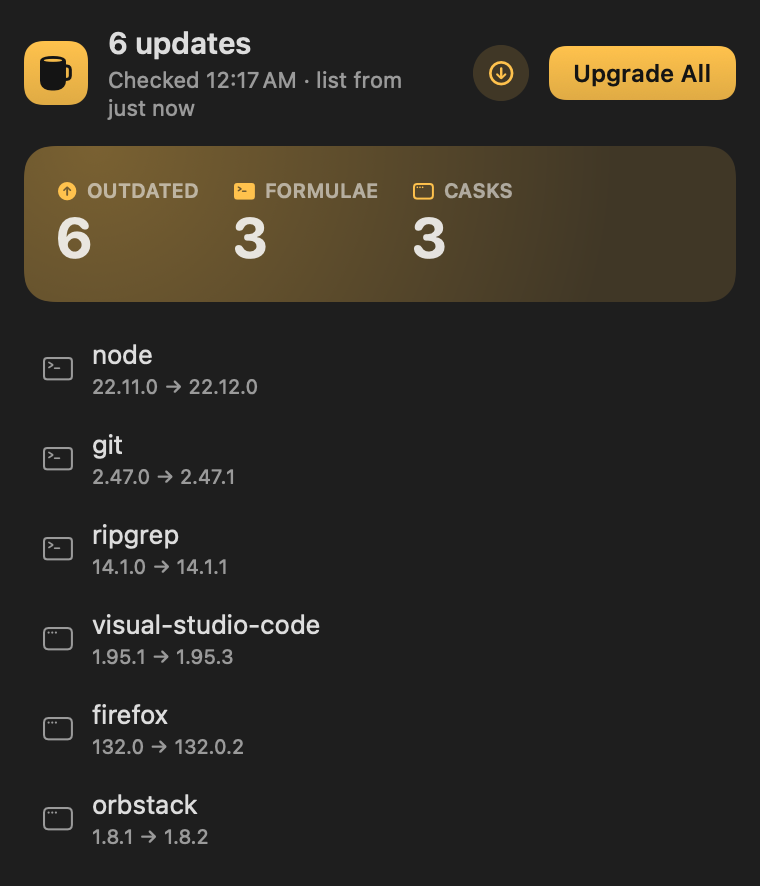 6 updates
Checked 12:17 AM · list from
just now
Upgrade All
OUTDATED
6
FORMULAE
3
CASKS
3
node
22.11.0 → 22.12.0
git
2.47.0 → 2.47.1
ripgrep
14.1.0 → 14.1.1
visual-studio-code
1.95.1 → 1.95.3
firefox
132.0 → 132.0.2
orbstack
1.8.1 → 1.8.2